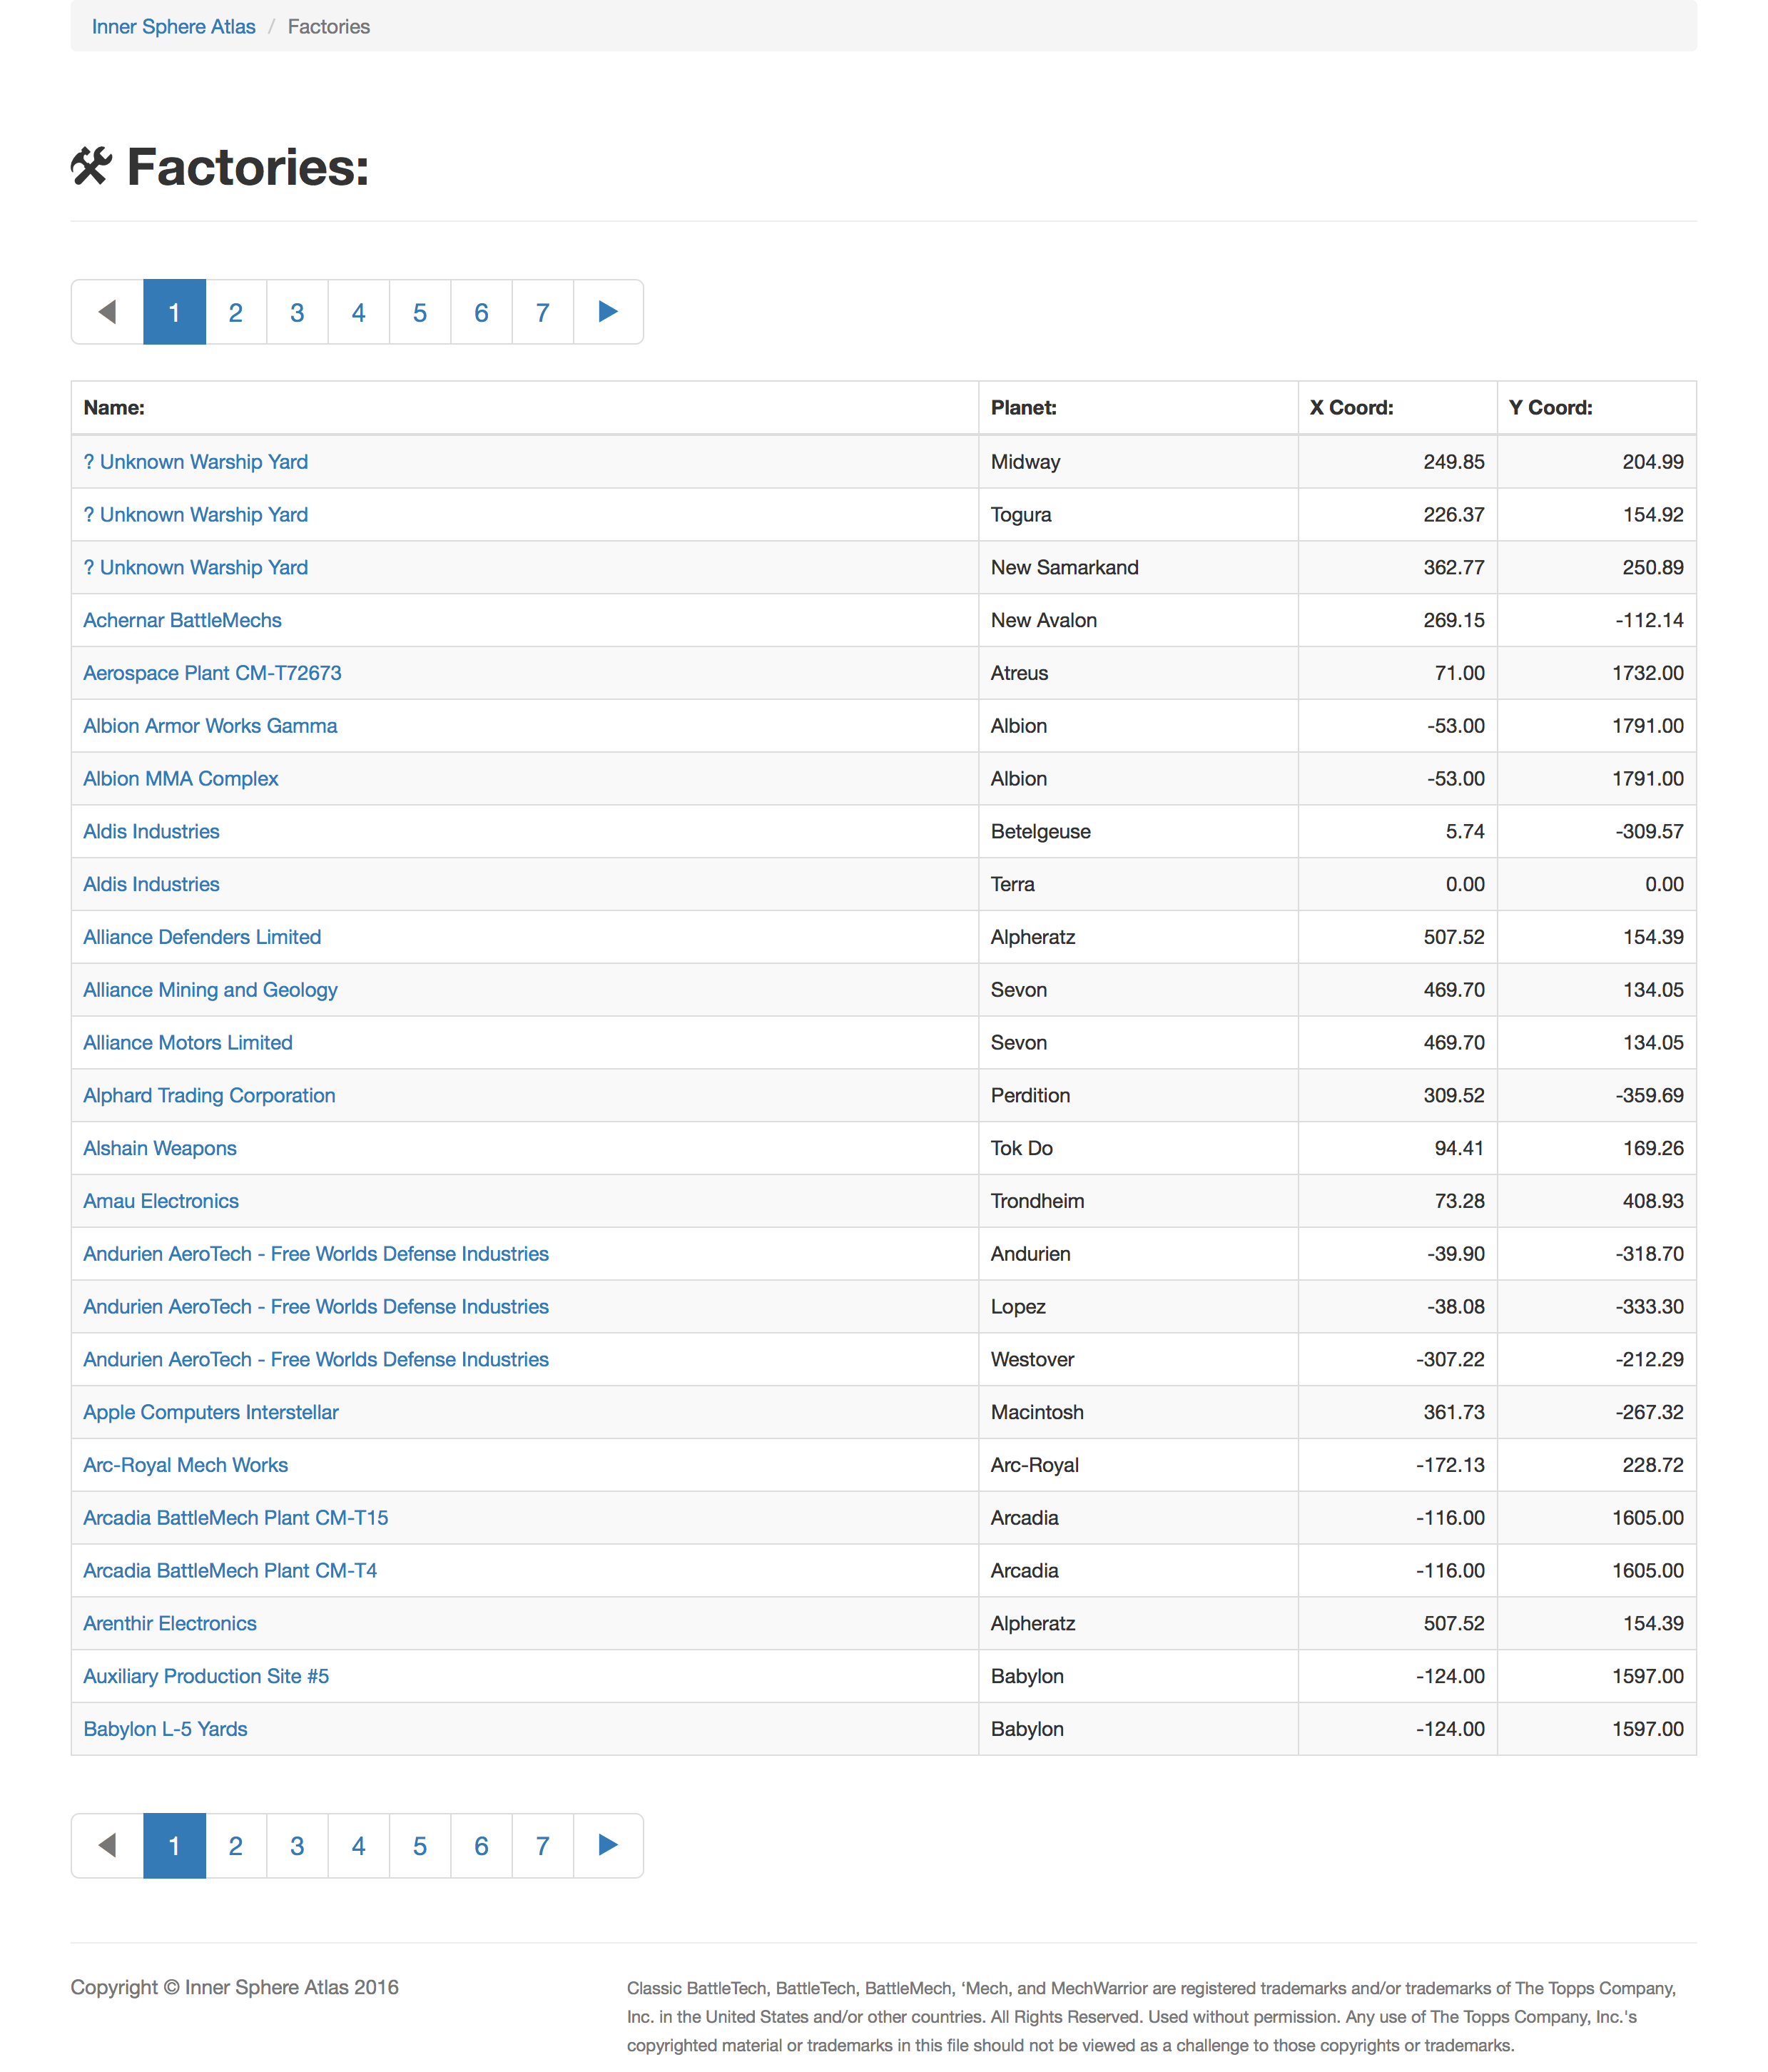 Inner Sphere Atlas / Factories
Factories:
1 2 3 4 5 6 7
Name: Planet: X Coord: Y Coord:
? Unknown Warship Yard Midway 249.85 204.99
? Unknown Warship Yard Togura 226.37 154.92
? Unknown Warship Yard New Samarkand 362.77 250.89
Achernar BattleMechs New Avalon 269.15 -112.14
Aerospace Plant CM-T72673 Atreus 71.00 1732.00
Albion Armor Works Gamma Albion -53.00 1791.00
Albion MMA Complex Albion -53.00 1791.00
Aldis Industries Betelgeuse 5.74 -309.57
Aldis Industries Terra 0.00 0.00
Alliance Defenders Limited Alpheratz 507.52 154.39
Alliance Mining and Geology Sevon 469.70 134.05
Alliance Motors Limited Sevon 469.70 134.05
Alphard Trading Corporation Perdition 309.52 -359.69
Alshain Weapons Tok Do 94.41 169.26
Amau Electronics Trondheim 73.28 408.93
Andurien AeroTech - Free Worlds Defense Industries Andurien -39.90 -318.70
Andurien AeroTech - Free Worlds Defense Industries Lopez -38.08 -333.30
Andurien AeroTech - Free Worlds Defense Industries Westover -307.22 -212.29
Apple Computers Interstellar Macintosh 361.73 -267.32
Arc-Royal Mech Works Arc-Royal -172.13 228.72
Arcadia BattleMech Plant CM-T15 Arcadia -116.00 1605.00
Arcadia BattleMech Plant CM-T4 Arcadia -116.00 1605.00
Arenthir Electronics Alpheratz 507.52 154.39
Auxiliary Production Site #5 Babylon -124.00 1597.00
Babylon L-5 Yards Babylon -124.00 1597.00
1 2 3 4 5 6 7
Copyright © Inner Sphere Atlas 2016
Classic BattleTech, BattleTech, BattleMech, ‘Mech, and MechWarrior are registered trademarks and/or trademarks of The Topps Company,
Inc. in the United States and/or other countries. All Rights Reserved. Used without permission. Any use of The Topps Company, Inc.'s
copyrighted material or trademarks in this file should not be viewed as a challenge to those copyrights or trademarks.